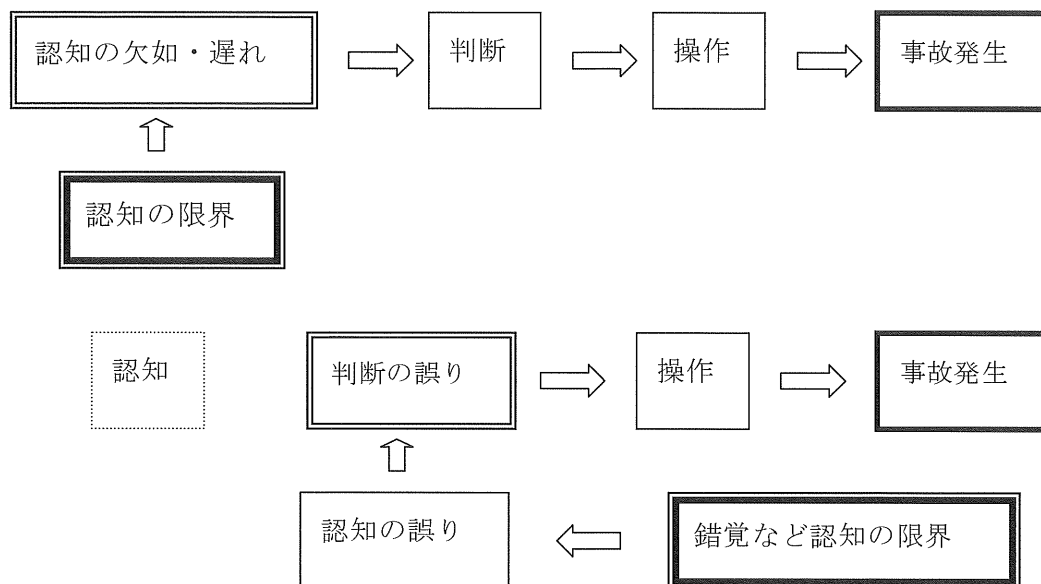 認知の欠如・遅れ
判断
操作
事故発生
認知の限界
認知
判断の誤り
操作
事故発生
認知の誤り
錯覚など認知の限界